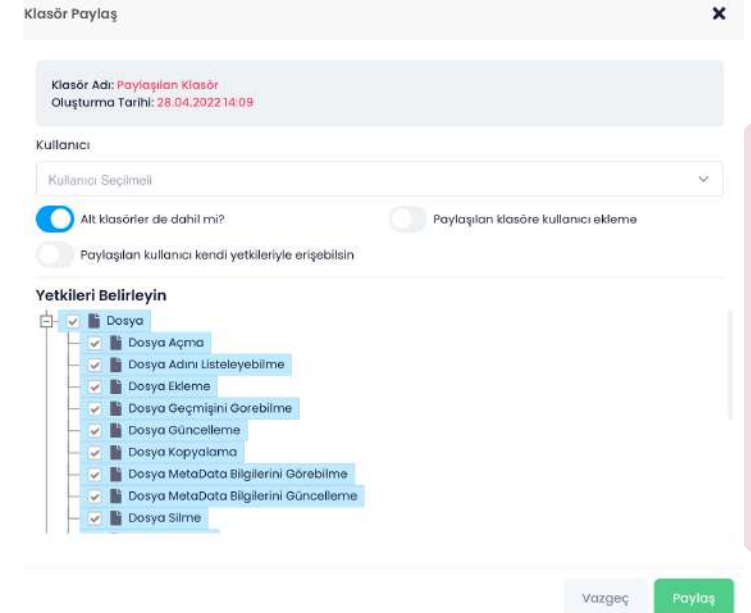 Klasör Paylaş
Klasör Adı: Paylaşılan Klasör
Oluşturma Tarihi: 28.04.2022 14:09
Kullanıcı
Kullanıcı Seçilmeli
Alt klasörler de dahil mi?
Paylaşılan klasöre kullanıcı ekleme
Paylaşılan kullanıcı kendi yetkileriyle erişebilsin
Yetkileri Belirleyin
Dosya
Dosya Açma
Dosya Adını Listeleyebilme
Dosya Ekleme
Dosya Geçmişini Gorebilme
Dosya Güncelleme
Dosya Kopyalama
Dosya MetaData Bilgilerini Görebilme
Dosya MetaData Bilgilerini Güncelleme
Dosya Silme
Vazgeç
Paylaş